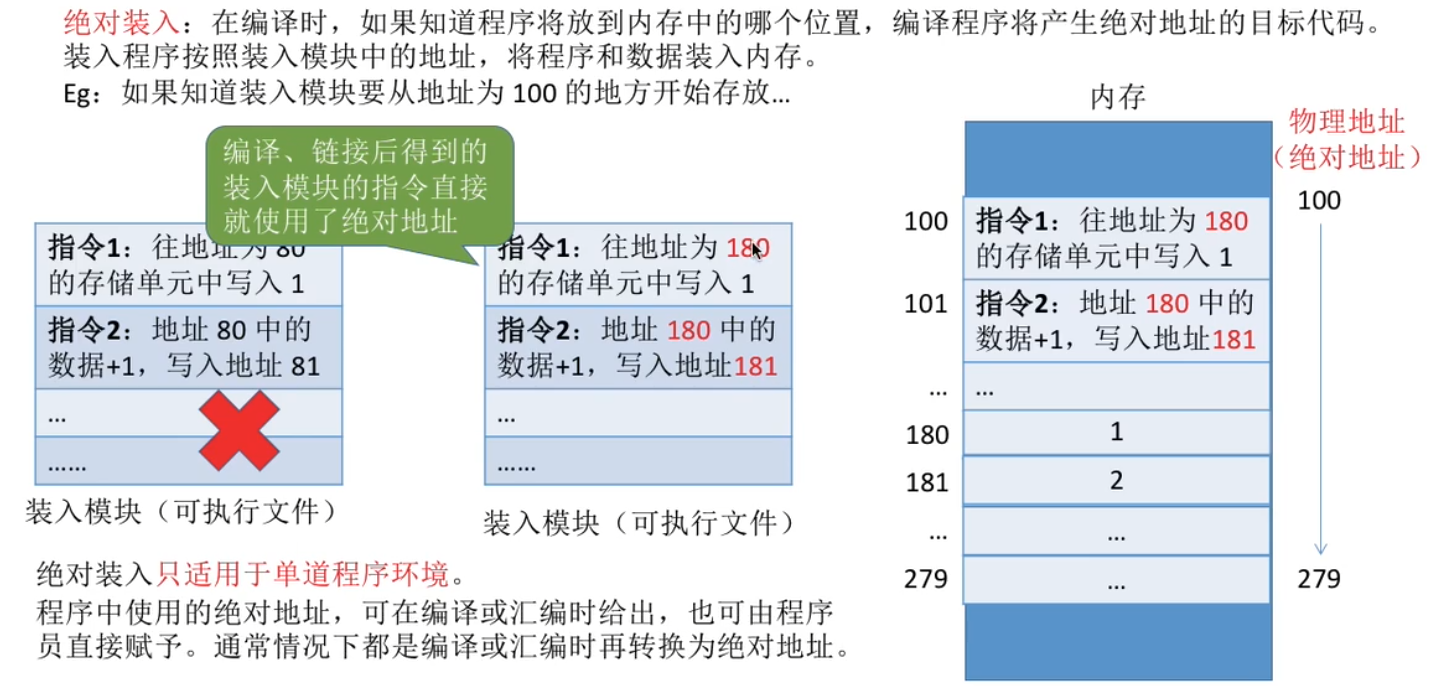 绝对装入：在编译时，如果知道程序将放到内存中的哪个位置，编译程序将产生绝对地址的目标代码。
装入程序按照装入模块中的地址，将程序和数据装入内存。
Eg：如果知道装入模块要从地址为 100 的地方开始存放...
编译、链接后得到的
装入模块的指令直接
就使用了绝对地址
指令1：往地址为 80
的存储单元中写入 1
指令2：地址 80 中的
数据+1，写入地址 81
...
......
装入模块（可执行文件）
指令1：往地址为 180
的存储单元中写入 1
指令2：地址 180 中的
数据+1，写入地址181
...
......
装入模块（可执行文件）
内存
物理地址
（绝对地址）
100
指令1：往地址为 180
的存储单元中写入 1
100
101
指令2：地址 180 中的
数据+1，写入地址181
...
...
180
1
181
2
...
...
279
...
279
绝对装入只适用于单道程序环境。
程序中使用的绝对地址，可在编译或汇编时给出，也可由程序
员直接赋予。通常情况下都是编译或汇编时再转换为绝对地址。